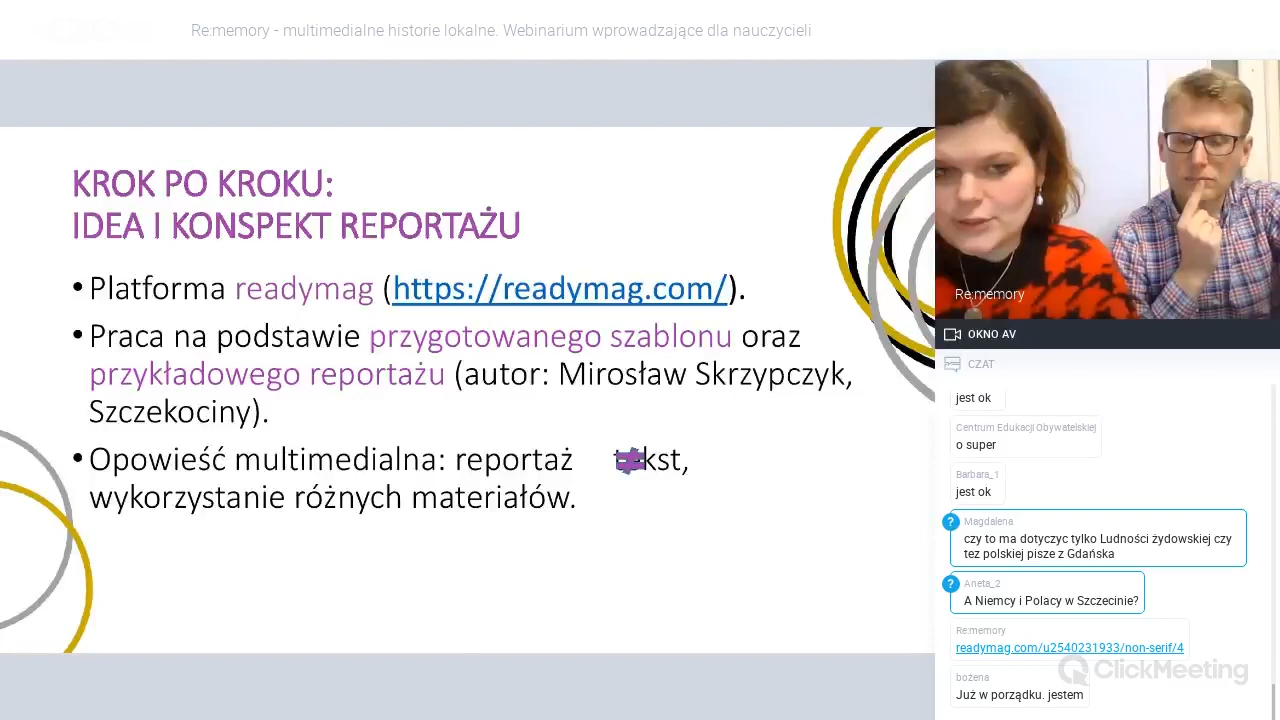 Re:memory - multimedialne historie lokalne. Webinarium wprowadzające dla nauczycieli
KROK PO KROKU:
IDEA I KONSPEKT REPORTAŻU
• Platforma readymag (https://readymag.com/).
• Praca na podstawie przygotowanego szablonu oraz
przykładowego reportażu (autor: Mirosław Skrzypczyk,
Szczekociny).
• Opowieść multimedialna: reportaż ≠ tekst,
wykorzystanie różnych materiałów.
Re:memory
OKNO AV
CZAT
jest ok
Centrum Edukacji Obywatelskiej
o super
Barbara_1
jest ok
? Magdalena
czy to ma dotyczyc tylko Ludności żydowskiej czy
tez polskiej pisze z Gdańska
? Aneta_2
A Niemcy i Polacy w Szczecinie?
Re:memory
readymag.com/u2540231933/non-serif/4
ClickMeeting
bożena
Już w porządku. jestem